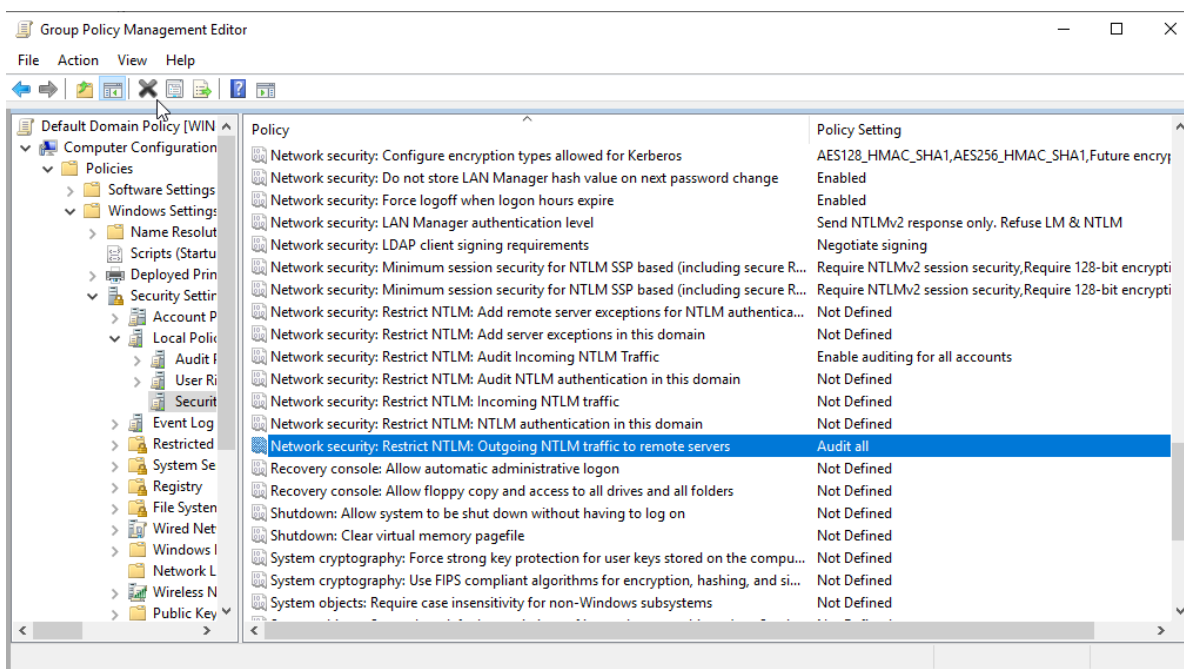 Group Policy Management Editor
File Action View Help
Default Domain Policy [WIN
Computer Configuration
Policies
Software Settings
Windows Settings
Name Resolut
Scripts (Startu
Deployed Prin
Security Settin
Account P
Local Polic
Audit P
User Ri
Securit
Event Log
Restricted
System Se
Registry
File System
Wired Net
Windows
Network L
Wireless N
Public Key
Policy Policy Setting
Network security: Configure encryption types allowed for Kerberos AES128_HMAC_SHA1,AES256_HMAC_SHA1,Future encryp
Network security: Do not store LAN Manager hash value on next password change Enabled
Network security: Force logoff when logon hours expire Enabled
Network security: LAN Manager authentication level Send NTLMv2 response only. Refuse LM & NTLM
Network security: LDAP client signing requirements Negotiate signing
Network security: Minimum session security for NTLM SSP based (including secure R... Require NTLMv2 session security,Require 128-bit encrypti
Network security: Minimum session security for NTLM SSP based (including secure R... Require NTLMv2 session security,Require 128-bit encrypti
Network security: Restrict NTLM: Add remote server exceptions for NTLM authentica... Not Defined
Network security: Restrict NTLM: Add server exceptions in this domain Not Defined
Network security: Restrict NTLM: Audit Incoming NTLM Traffic Enable auditing for all accounts
Network security: Restrict NTLM: Audit NTLM authentication in this domain Not Defined
Network security: Restrict NTLM: Incoming NTLM traffic Not Defined
Network security: Restrict NTLM: NTLM authentication in this domain Not Defined
Network security: Restrict NTLM: Outgoing NTLM traffic to remote servers Audit all
Recovery console: Allow automatic administrative logon Not Defined
Recovery console: Allow floppy copy and access to all drives and all folders Not Defined
Shutdown: Allow system to be shut down without having to log on Not Defined
Shutdown: Clear virtual memory pagefile Not Defined
System cryptography: Force strong key protection for user keys stored on the compu... Not Defined
System cryptography: Use FIPS compliant algorithms for encryption, hashing, and si... Not Defined
System objects: Require case insensitivity for non-Windows subsystems Not Defined